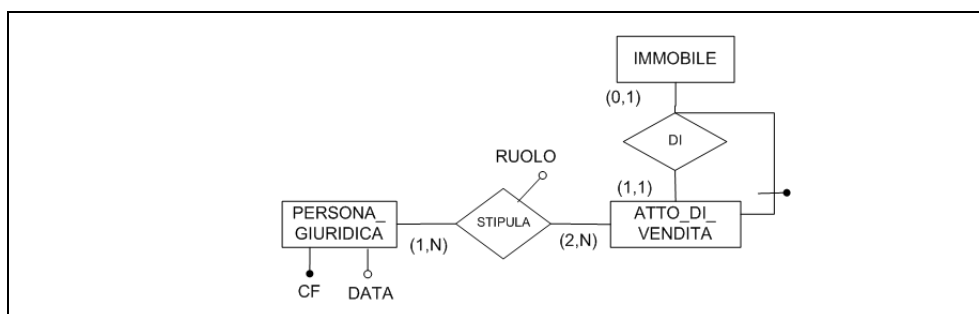 IMMOBILE
(0,1)
DI
RUOLO
(1,1)
PERSONA_
GIURIDICA
(1,N)
STIPULA
(2,N)
ATTO_DI_
VENDITA
CF
DATA